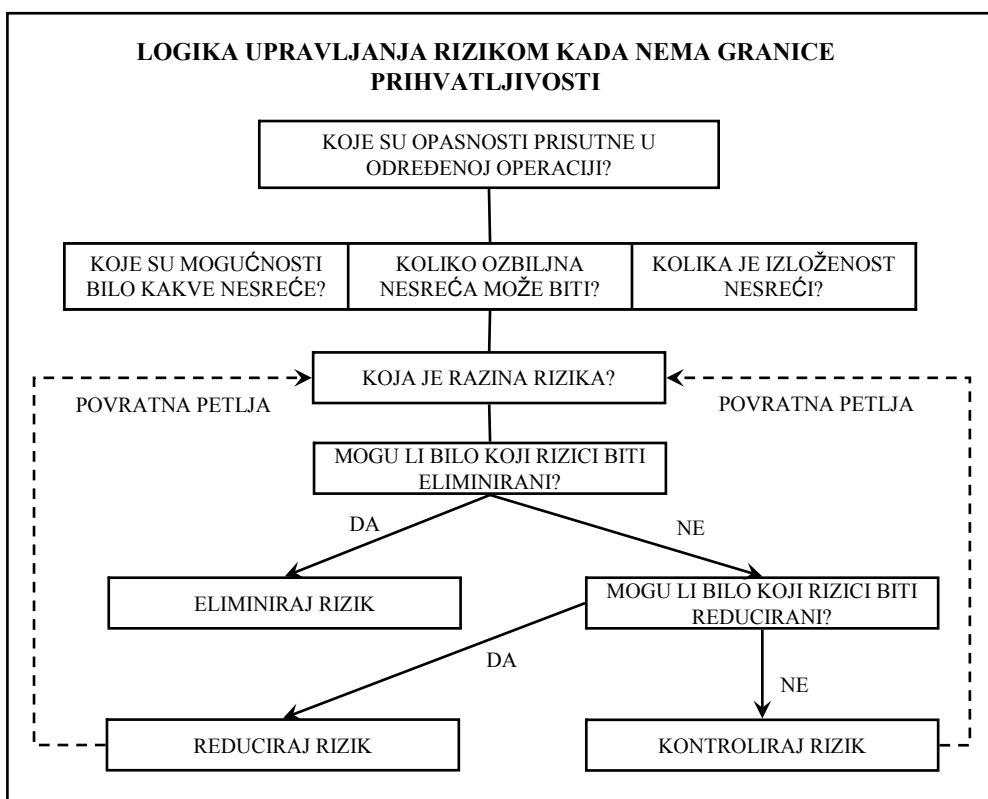 LOGIKA UPRAVLJANJA RIZIKOM KADA NEMA GRANICE
PRIHVATLJIVOSTI
KOJE SU OPASNOSTI PRISUTNE U
ODREĐENOJ OPERACIJI?
KOJE SU MOGUĆNOSTI
BILO KAKVE NESREĆE?
KOLIKO OZBILJNA
NESREĆA MOŽE BITI?
KOLIKA JE IZLOŽENOST
NESREĆI?
KOJA JE RAZINA RIZIKA?
POVRATNA PETLJA
POVRATNA PETLJA
MOGU LI BILO KOJI RIZICI BITI
ELIMINIRANI?
DA
NE
ELIMINIRAJ RIZIK
MOGU LI BILO KOJI RIZICI BITI
REDUCIRANI?
DA
NE
REDUCIRAJ RIZIK
KONTROLIRAJ RIZIK